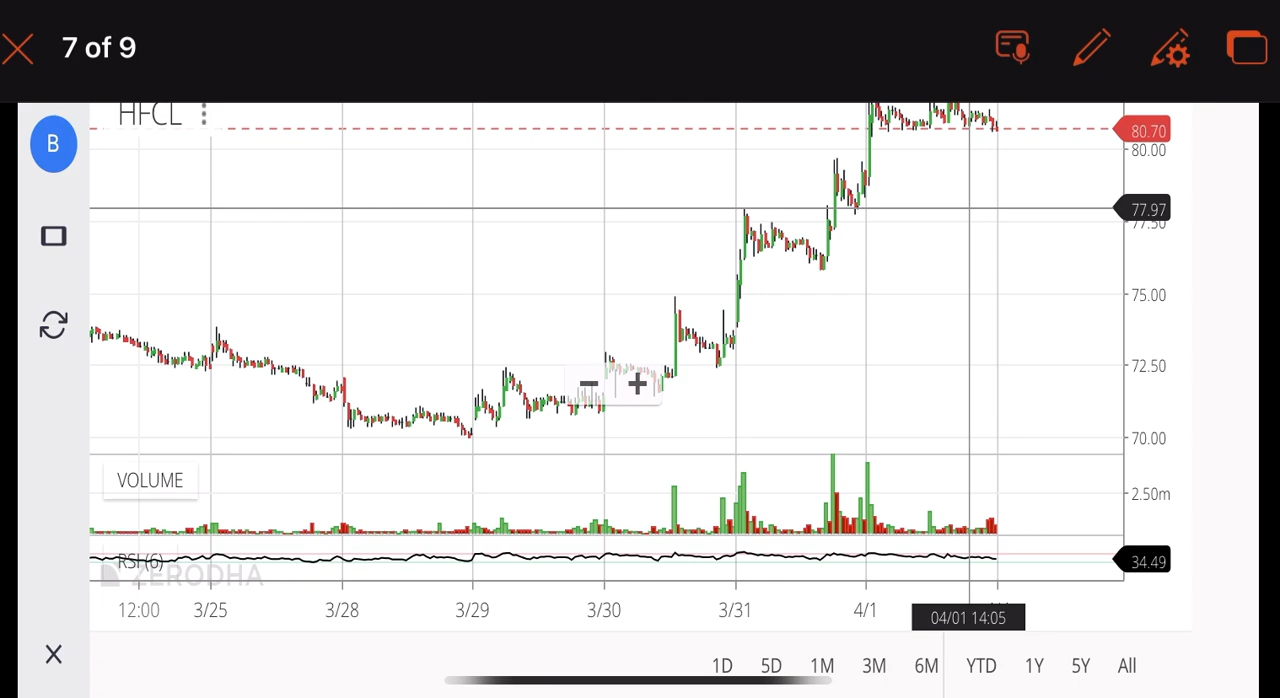 7 of 9
HFCL
B
80.70
80.00
77.97
77.50
75.00
72.50
70.00
VOLUME
2.50m
RSI (6)
34.49
ZERODHA
12:00 3/25 3/28 3/29 3/30 3/31 4/1
04/01 14:05
1D 5D 1M 3M 6M YTD 1Y 5Y All